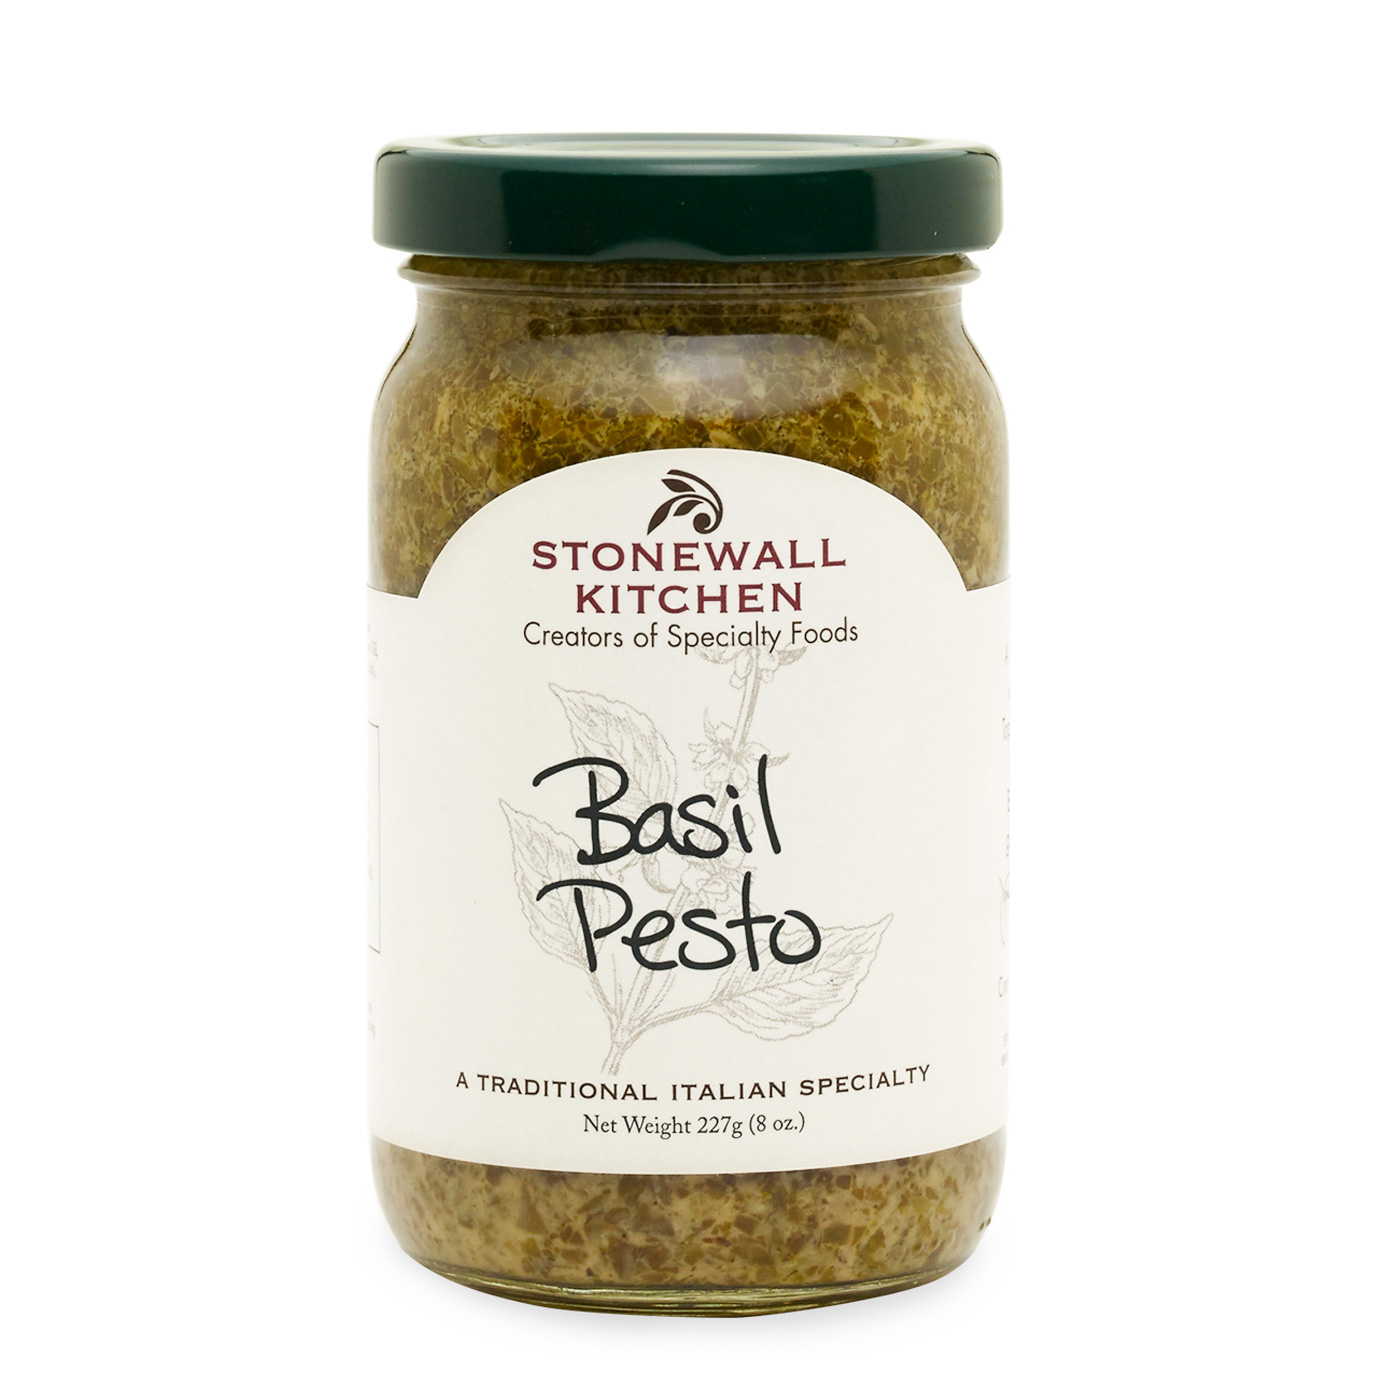 STONEWALL
KITCHEN
Creators of Specialty Foods
Basil
Pesto
A TRADITIONAL ITALIAN SPECIALTY
Net Weight 227g (8 oz.)